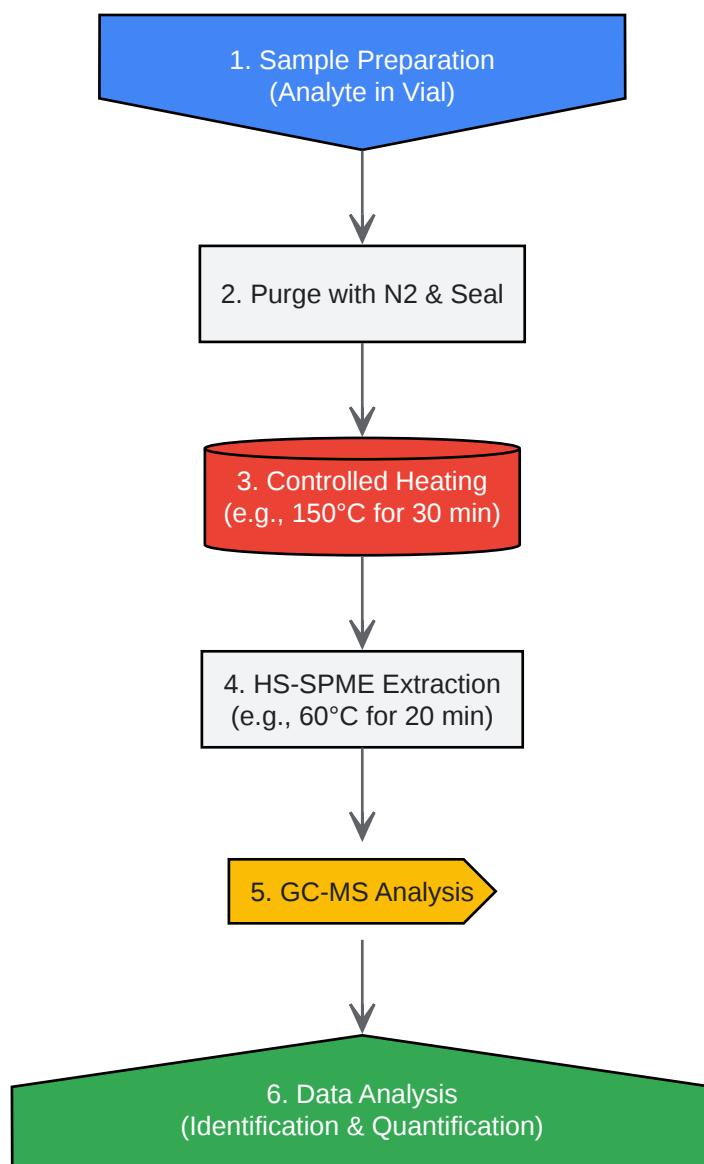 1. Sample Preparation
(Analyte in Vial)
2. Purge with N2 & Seal
3. Controlled Heating
(e.g., 150°C for 30 min)
4. HS-SPME Extraction
(e.g., 60°C for 20 min)
5. GC-MS Analysis
6. Data Analysis
(Identification & Quantification)